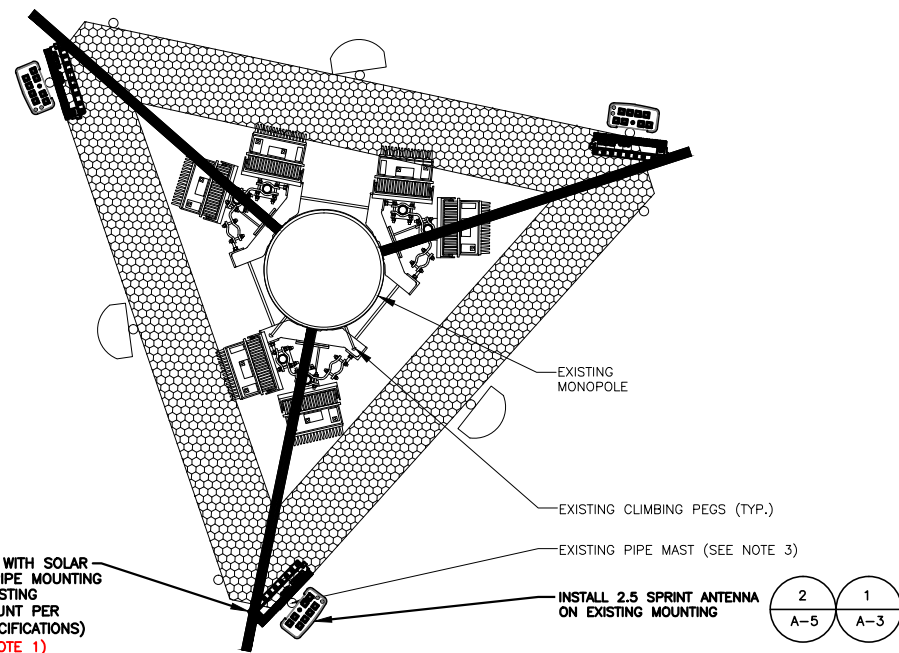 EXISTING
MONOPOLE
EXISTING CLIMBING PEGS (TYP.)
EXISTING PIPE MAST (SEE NOTE 3)
WITH SOLAR
IPE MOUNTING
ISTING
UNT PER
CIFICATIONS)
OTE 1)
INSTALL 2.5 SPRINT ANTENNA
ON EXISTING MOUNTING
2
A-5
1
A-3